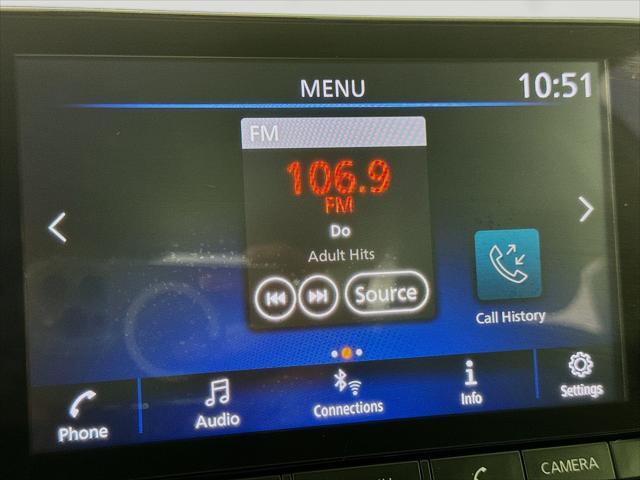 MENU
10:51
FM
106.9
FM
Do
Adult Hits
Source
Call History
Phone
Audio
Connections
Info
Settings
CAMERA